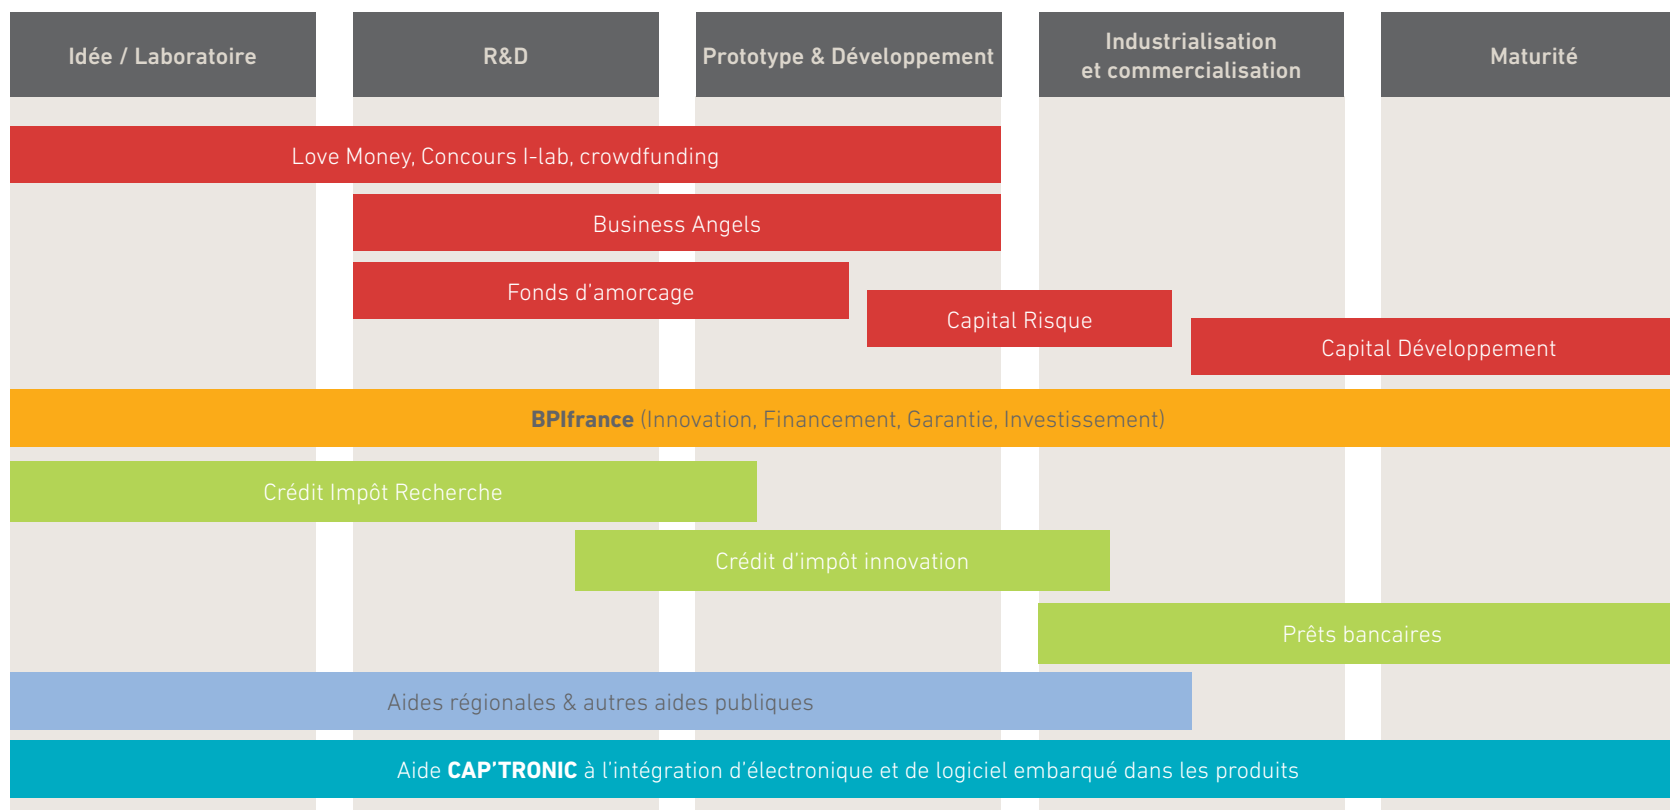 Idée / Laboratoire
R&D
Prototype & Développement
Industrialisation
et commercialisation
Maturité
Love Money, Concours I-lab, crowdfunding
Business Angels
Fonds d'amorcage
Capital Risque
Capital Développement
BPIfrance (Innovation, Financement, Garantie, Investissement)
Crédit Impôt Recherche
Crédit d'impôt innovation
Prêts bancaires
Aides régionales & autres aides publiques
Aide CAP'TRONIC à l'intégration d'électronique et de logiciel embarqué dans les produits